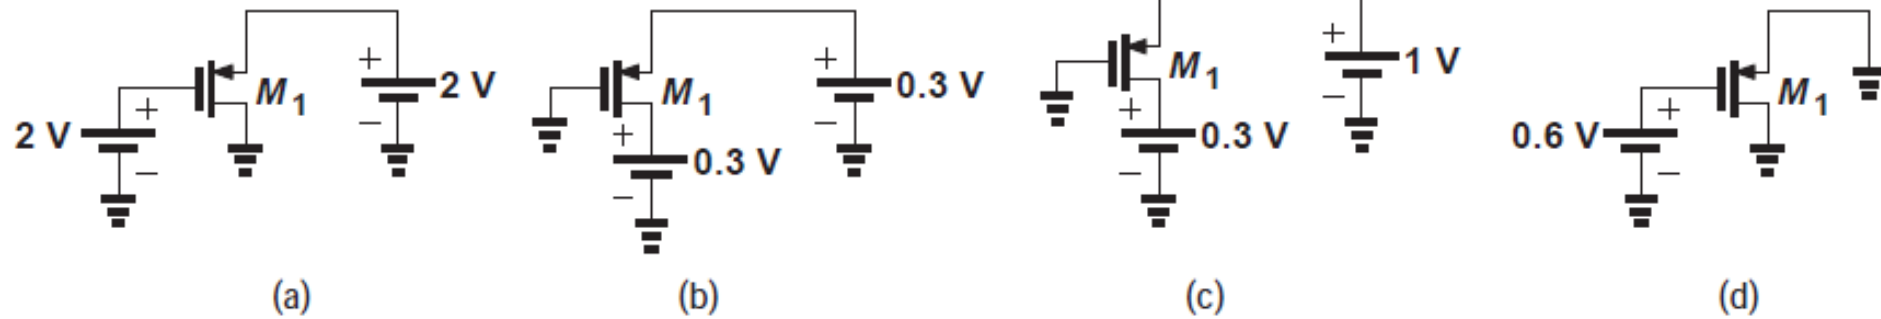 2 V
+
−
M1
+
−
2 V
(a)
M1
+
−
0.3 V
+
−
0.3 V
(b)
M1
+
−
0.3 V
+
−
1 V
(c)
0.6 V
+
−
M1
(d)